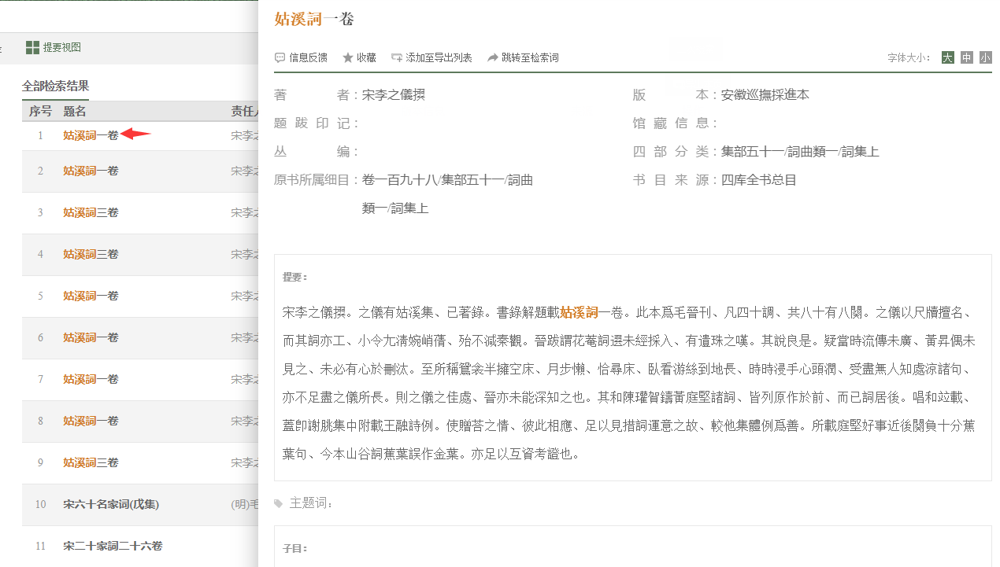 提要视图
全部检索结果
序号 题名 责任人
1 姑溪詞一卷 宋李之
2 姑溪詞一卷 宋李之
3 姑溪詞三卷 宋李之
4 姑溪詞三卷 宋李之
5 姑溪詞一卷 宋李之
6 姑溪詞一卷 宋李之
7 姑溪詞一卷 宋李之
8 姑溪詞一卷 宋李之
9 姑溪詞三卷 宋李之
10 宋六十名家词(戊集) (明)毛
11 宋二十家詞二十六卷
姑溪詞一卷
信息反馈 收藏 添加至导出列表 跳转至检索词 字体大小： 大 中 小
著者：宋李之儀撰 版本：安徽巡撫採進本
题跋印记： 馆藏信息：
丛编： 四部分类：集部五十一/詞曲類一/詞集上
原书所属细目：卷一百九十八/集部五十一/詞曲 书目来源：四库全书总目
類一/詞集上
提要：
宋李之儀撰。之儀有姑溪集、已著錄。書錄解題載姑溪詞一卷。此本爲毛晉刊、凡四十調、共八十有八闋。之儀以尺牘擅名、
而其詞亦工、小令尤淸婉峭蒨、殆不減秦觀。晉跋謂花菴詞選未經採入、有遺珠之嘆。其說良是。疑當時流傳未廣、黃昇偶未
見之、未必有心於刪汰。至所稱鴛衾半擁空床、月步懶、恰尋床、臥看游絲到地長、時時浸手心頭潤、受盡無人知處涼諸句、
亦不足盡之儀所長。則之儀之佳處、晉亦未能深知之也。其和陳瓘賀鑄黃庭堅諸詞、皆列原作於前、而已詞居後。唱和竝載、
蓋卽謝朓集中附載王融詩例。使贈荅之情、彼此相應、足以見措詞運意之故、較他集體例爲善。所載庭堅好事近後闋負十分蕉
葉句、今本山谷詞蕉葉誤作金葉。亦足以互資考證也。
主题词：
子目：